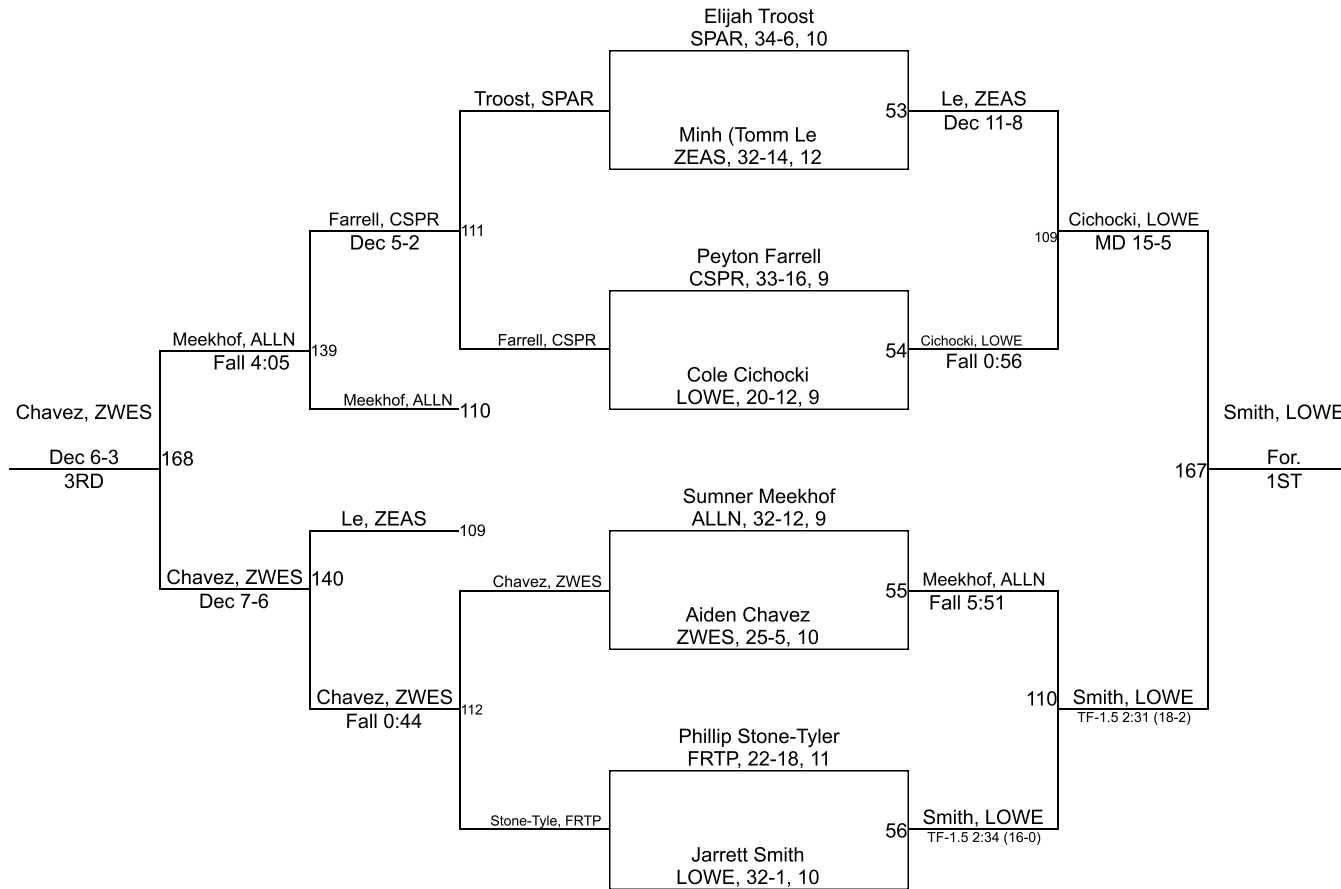 Elijah Troost
SPAR, 34-6, 10
Troost, SPAR
53
Le, ZEAS
Dec 11-8
Minh (Tomm Le
ZEAS, 32-14, 12
Farrell, CSPR
Dec 5-2
111
109
Cichocki, LOWE
MD 15-5
Peyton Farrell
CSPR, 33-16, 9
Farrell, CSPR
54
Cichocki, LOWE
Fall 0:56
Meekhof, ALLN
Fall 4:05
139
Cole Cichocki
LOWE, 20-12, 9
Meekhof, ALLN
110
Chavez, ZWES
Dec 6-3
3RD
168
Smith, LOWE
167
For.
1ST
Sumner Meekhof
ALLN, 32-12, 9
Le, ZEAS
109
Chavez, ZWES
Dec 7-6
140
Chavez, ZWES
55
Meekhof, ALLN
Fall 5:51
Aiden Chavez
ZWES, 25-5, 10
Chavez, ZWES
Fall 0:44
112
110
Smith, LOWE
TF-1.5 2:31 (18-2)
Phillip Stone-Tyler
FRTP, 22-18, 11
Stone-Tyle, FRTP
56
Smith, LOWE
TF-1.5 2:34 (16-0)
Jarrett Smith
LOWE, 32-1, 10